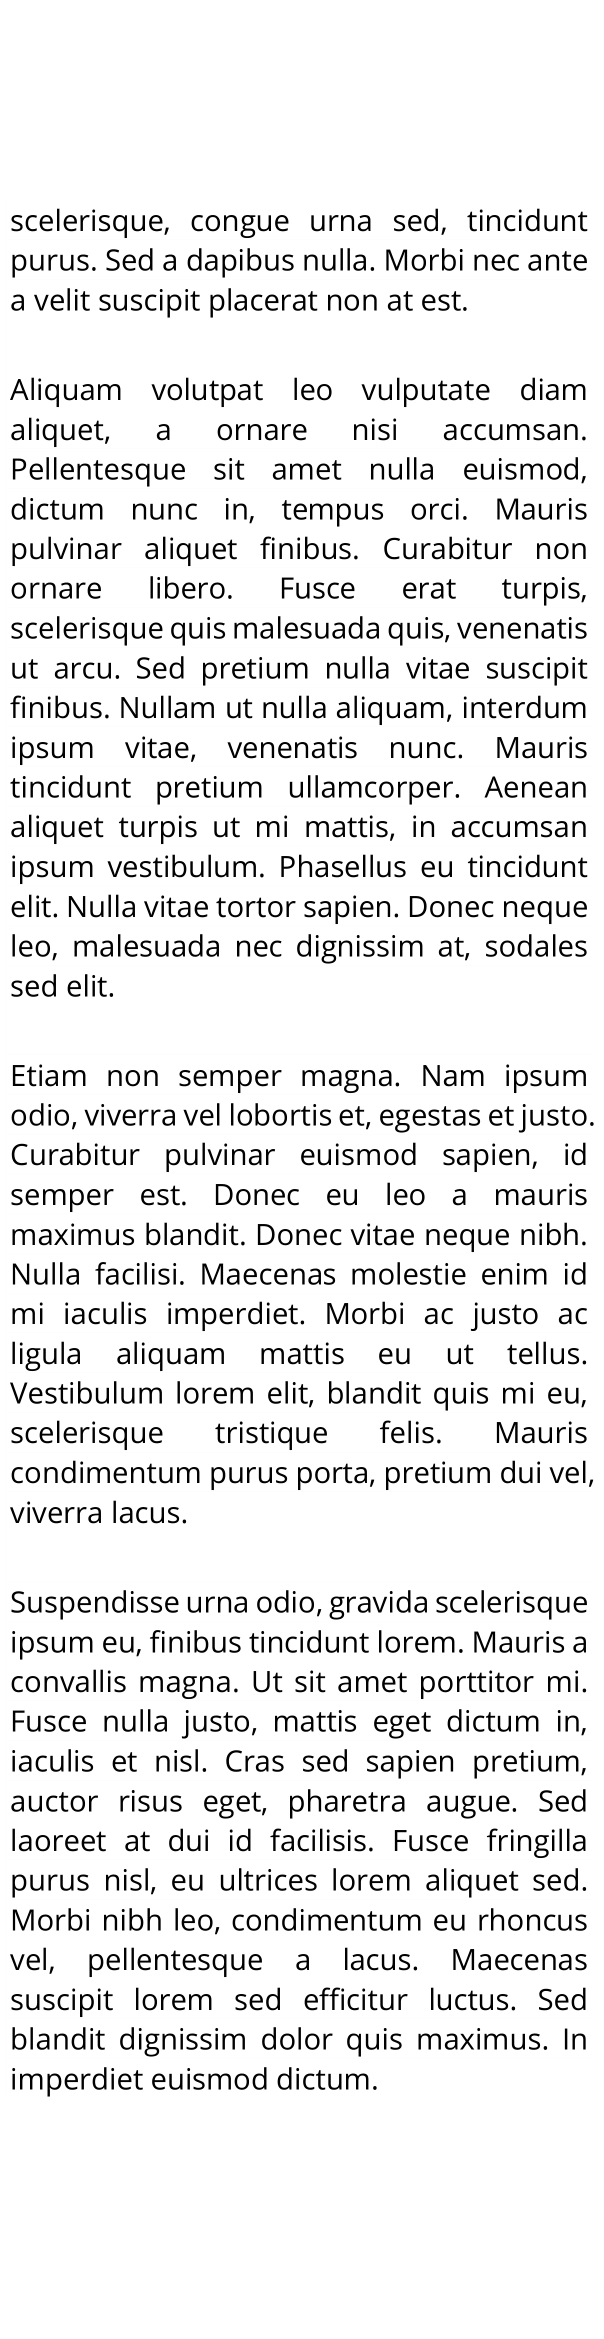 scelerisque, congue urna sed, tincidunt
purus. Sed a dapibus nulla. Morbi nec ante
a velit suscipit placerat non at est.
Aliquam volutpat leo vulputate diam
aliquet, a ornare nisi accumsan.
Pellentesque sit amet nulla euismod,
dictum nunc in, tempus orci. Mauris
pulvinar aliquet finibus. Curabitur non
ornare libero. Fusce erat turpis,
scelerisque quis malesuada quis, venenatis
ut arcu. Sed pretium nulla vitae suscipit
finibus. Nullam ut nulla aliquam, interdum
ipsum vitae, venenatis nunc. Mauris
tincidunt pretium ullamcorper. Aenean
aliquet turpis ut mi mattis, in accumsan
ipsum vestibulum. Phasellus eu tincidunt
elit. Nulla vitae tortor sapien. Donec neque
leo, malesuada nec dignissim at, sodales
sed elit.
Etiam non semper magna. Nam ipsum
odio, viverra vel lobortis et, egestas et justo.
Curabitur pulvinar euismod sapien, id
semper est. Donec eu leo a mauris
maximus blandit. Donec vitae neque nibh.
Nulla facilisi. Maecenas molestie enim id
mi iaculis imperdiet. Morbi ac justo ac
ligula aliquam mattis eu ut tellus.
Vestibulum lorem elit, blandit quis mi eu,
scelerisque tristique felis. Mauris
condimentum purus porta, pretium dui vel,
viverra lacus.
Suspendisse urna odio, gravida scelerisque
ipsum eu, finibus tincidunt lorem. Mauris a
convallis magna. Ut sit amet porttitor mi.
Fusce nulla justo, mattis eget dictum in,
iaculis et nisl. Cras sed sapien pretium,
auctor risus eget, pharetra augue. Sed
laoreet at dui id facilisis. Fusce fringilla
purus nisl, eu ultrices lorem aliquet sed.
Morbi nibh leo, condimentum eu rhoncus
vel, pellentesque a lacus. Maecenas
suscipit lorem sed efficitur luctus. Sed
blandit dignissim dolor quis maximus. In
imperdiet euismod dictum.